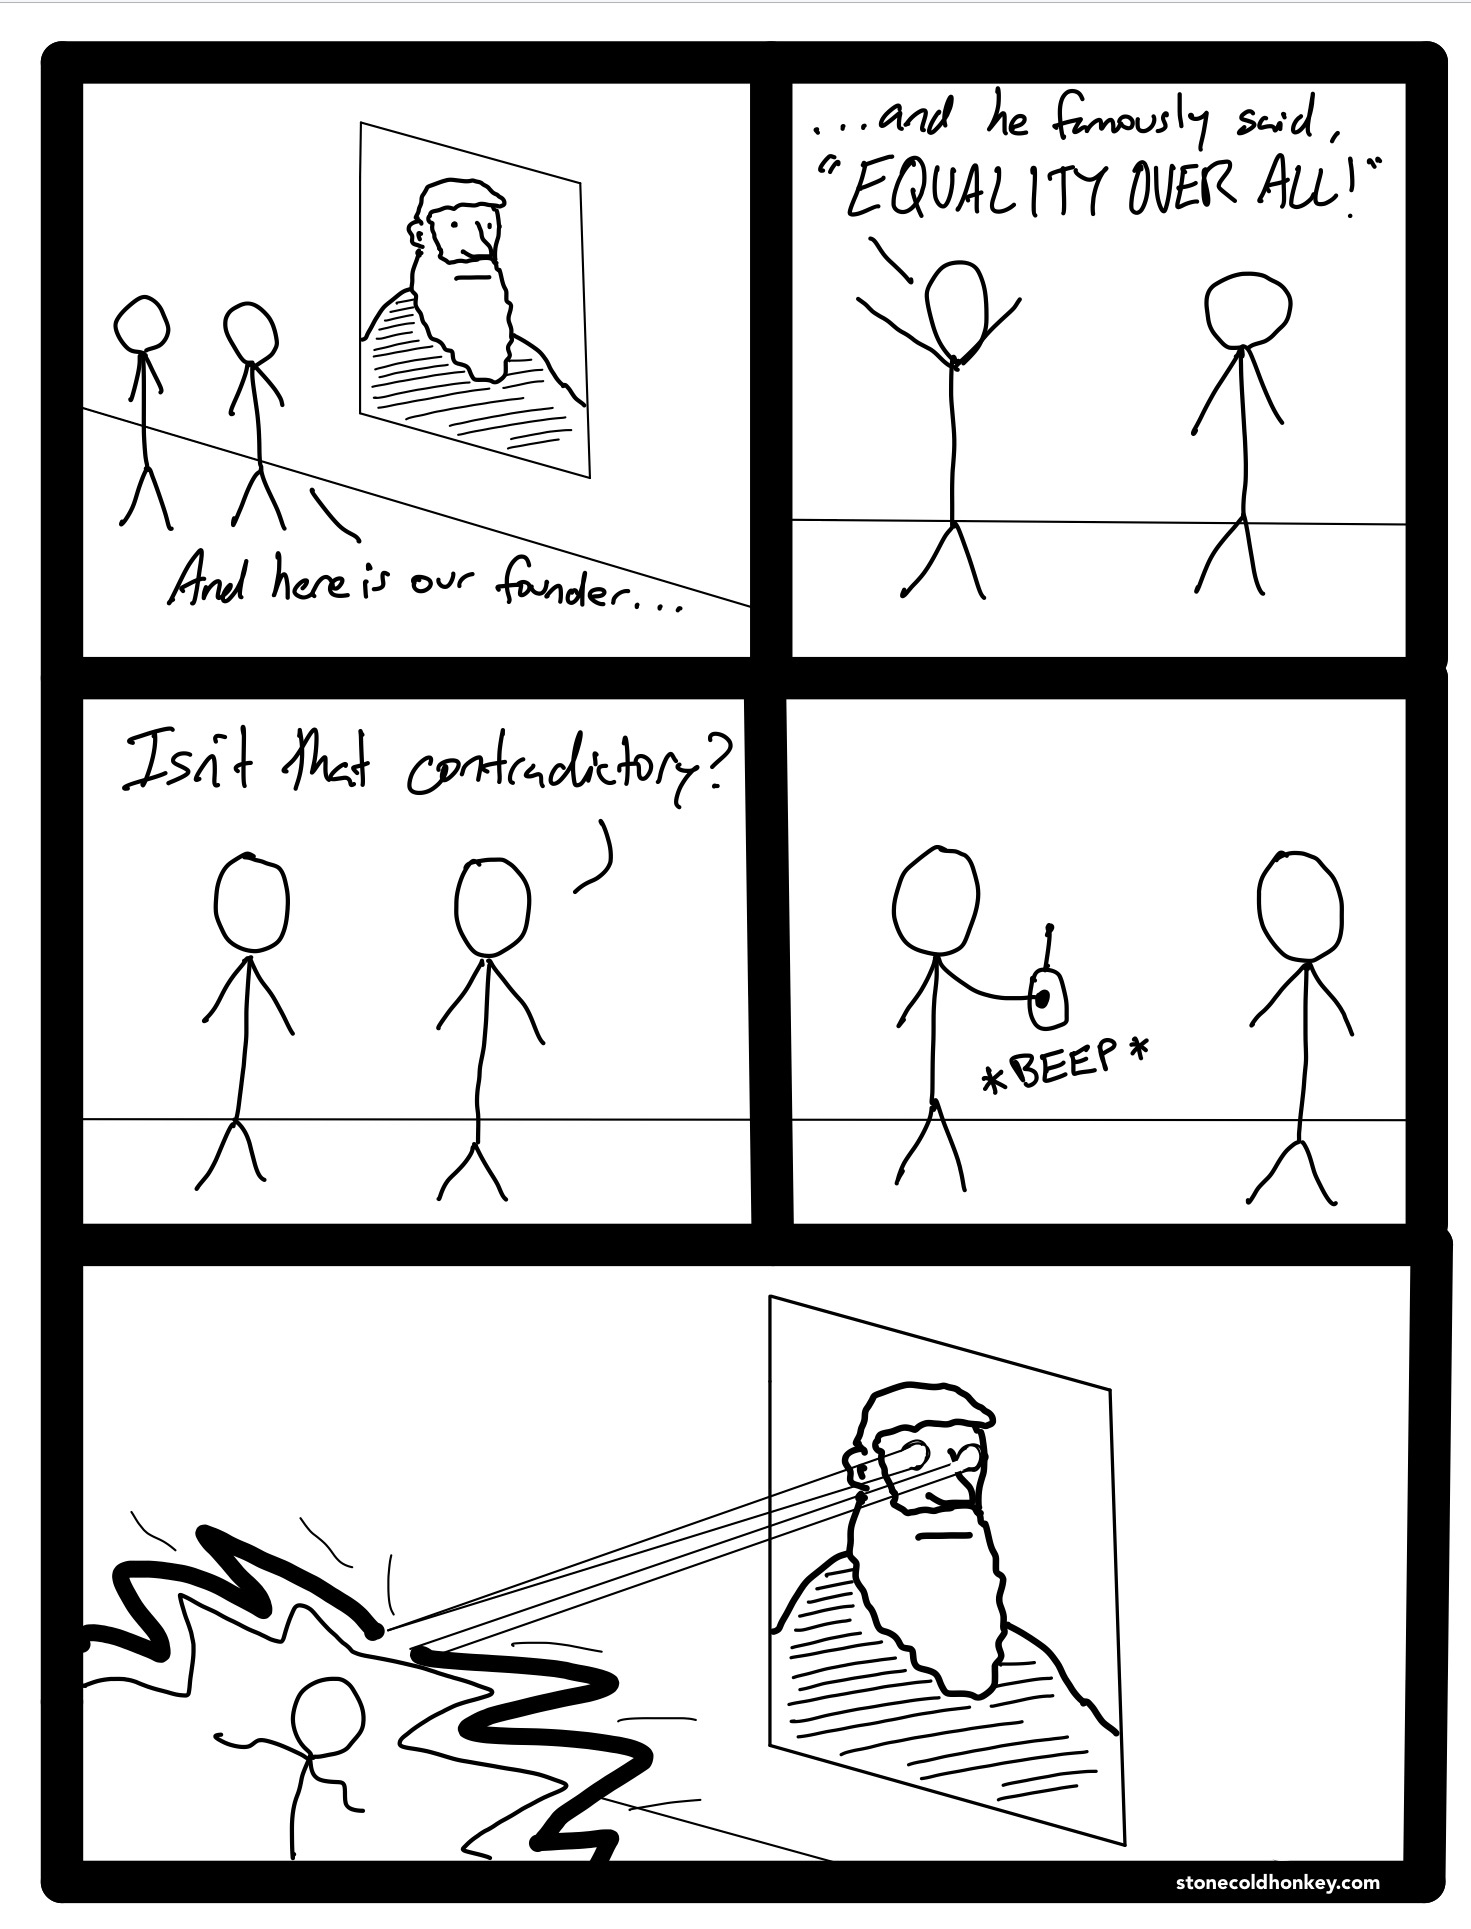 And here is our founder...
...and he famously said,
"EQUALITY OVER ALL!"
Isn't that contradictory?
*BEEP*
stonecoldhonkey.com